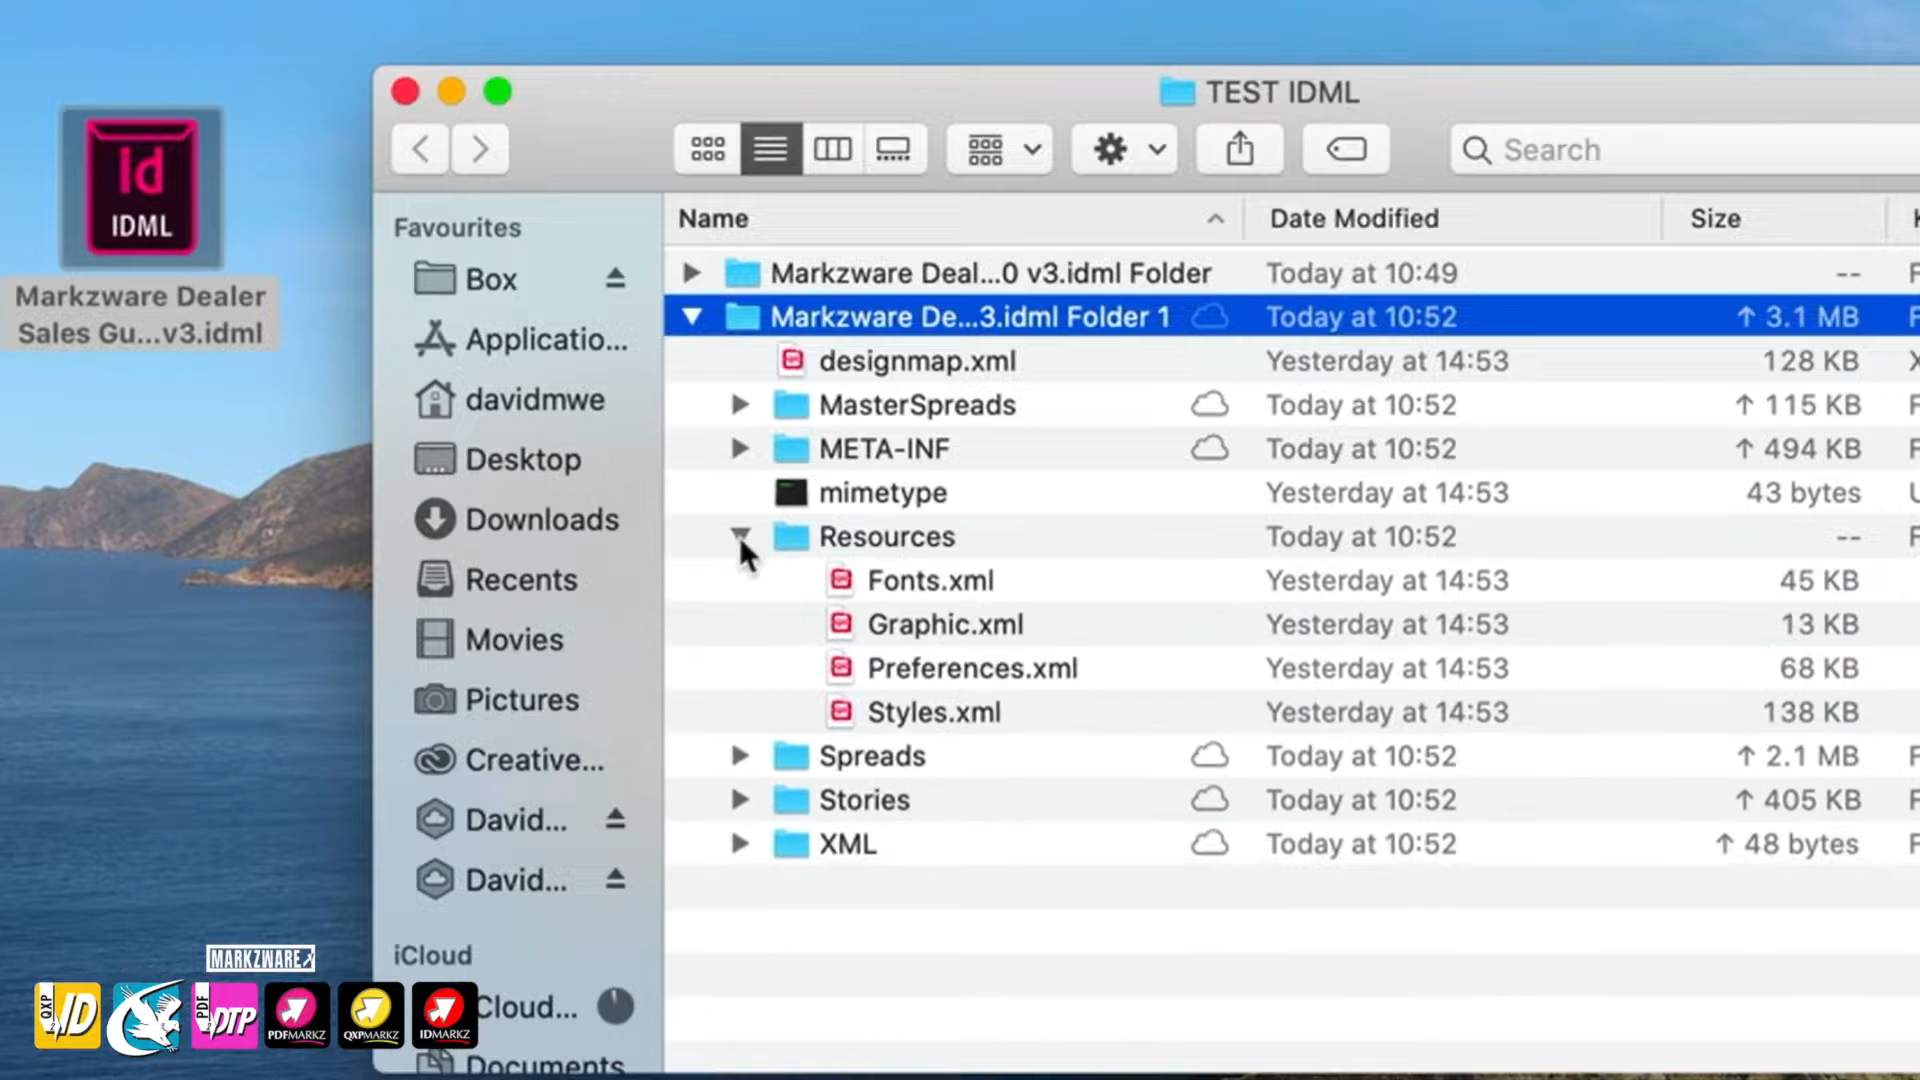 TEST IDML
Search
id
IDML
Markzware Dealer
Sales Gu...v3.idml
Favourites
Box
Applicatio...
davidmwe
Desktop
Downloads
Recents
Movies
Pictures
Creative...
David...
David...
iCloud
Cloud...
Documents
Name Date Modified Size
Markzware Deal...0 v3.idml Folder Today at 10:49 --
Markzware De...3.idml Folder 1 Today at 10:52 ↑ 3.1 MB
designmap.xml Yesterday at 14:53 128 KB
MasterSpreads Today at 10:52 ↑ 115 KB
META-INF Today at 10:52 ↑ 494 KB
mimetype Yesterday at 14:53 43 bytes
Resources Today at 10:52 --
Fonts.xml Yesterday at 14:53 45 KB
Graphic.xml Yesterday at 14:53 13 KB
Preferences.xml Yesterday at 14:53 68 KB
Styles.xml Yesterday at 14:53 138 KB
Spreads Today at 10:52 ↑ 2.1 MB
Stories Today at 10:52 ↑ 405 KB
XML Today at 10:52 ↑ 48 bytes
MARKZWARE
QXP ID
PDF DTP
PDFMARKZ
QXPMARKZ
IDMARKZ